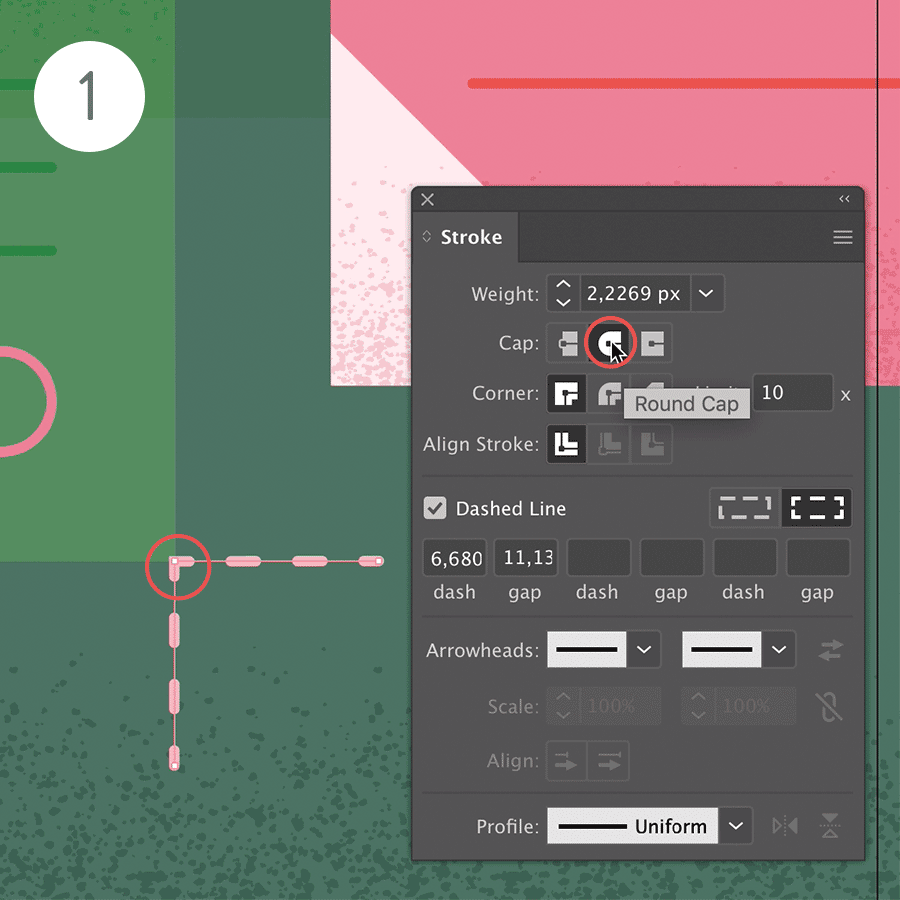 1
Stroke
Weight: 2,2269 px
Cap:
Corner: 10 x
Round Cap
Align Stroke:
Dashed Line
6,680 11,13
dash gap dash gap dash gap
Arrowheads:
Scale: 100% 100%
Align:
Profile: Uniform